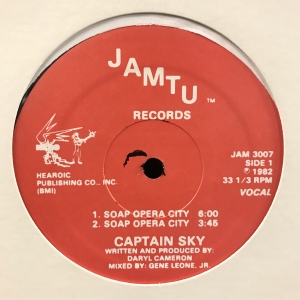 JAMTU ™
RECORDS
HEAROIC
PUBLISHING CO., INC.
(BMI)
JAM 3007
SIDE 1
℗ 1982
33 1/3 RPM
VOCAL
1. SOAP OPERA CITY 6:00
2. SOAP OPERA CITY 3:45
CAPTAIN SKY
WRITTEN AND PRODUCED BY:
DARYL CAMERON
MIXED BY: GENE LEONE, JR.